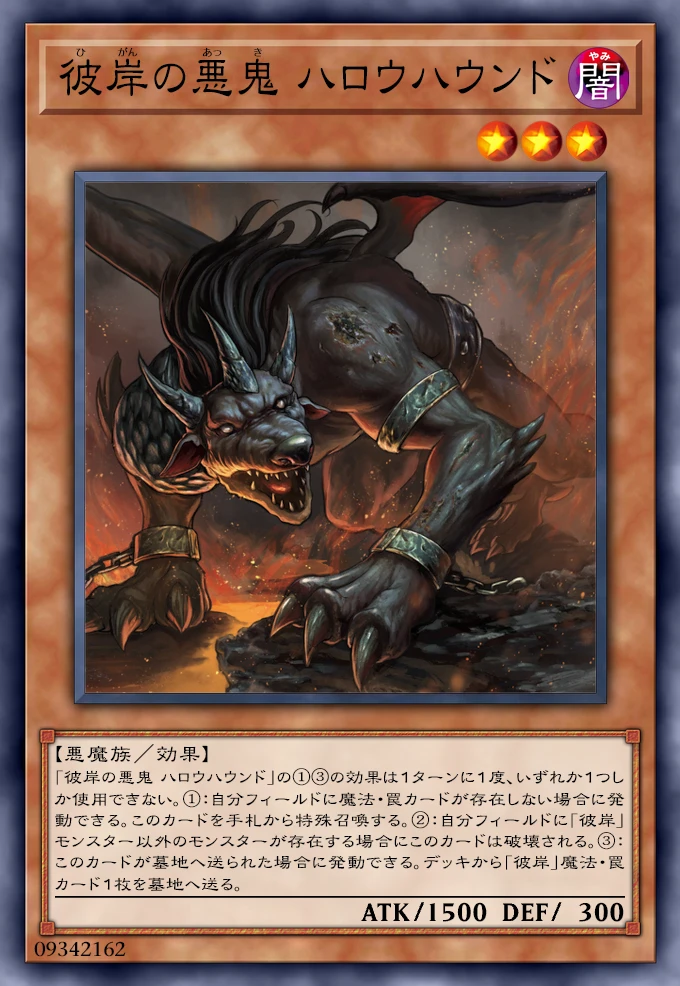 彼岸の悪鬼 ハロウハウンド
ひ がん あっ き
闇
やみ
【悪魔族／効果】
「彼岸の悪鬼 ハロウハウンド」の①③の効果は１ターンに１度、いずれか１つし
か使用できない。①：自分フィールドに魔法・罠カードが存在しない場合に発
動できる。このカードを手札から特殊召喚する。②：自分フィールドに「彼岸」
モンスター以外のモンスターが存在する場合にこのカードは破壊される。③：
このカードが墓地へ送られた場合に発動できる。デッキから「彼岸」魔法・罠
カード１枚を墓地へ送る。
ATK/1500 DEF/ 300
09342162